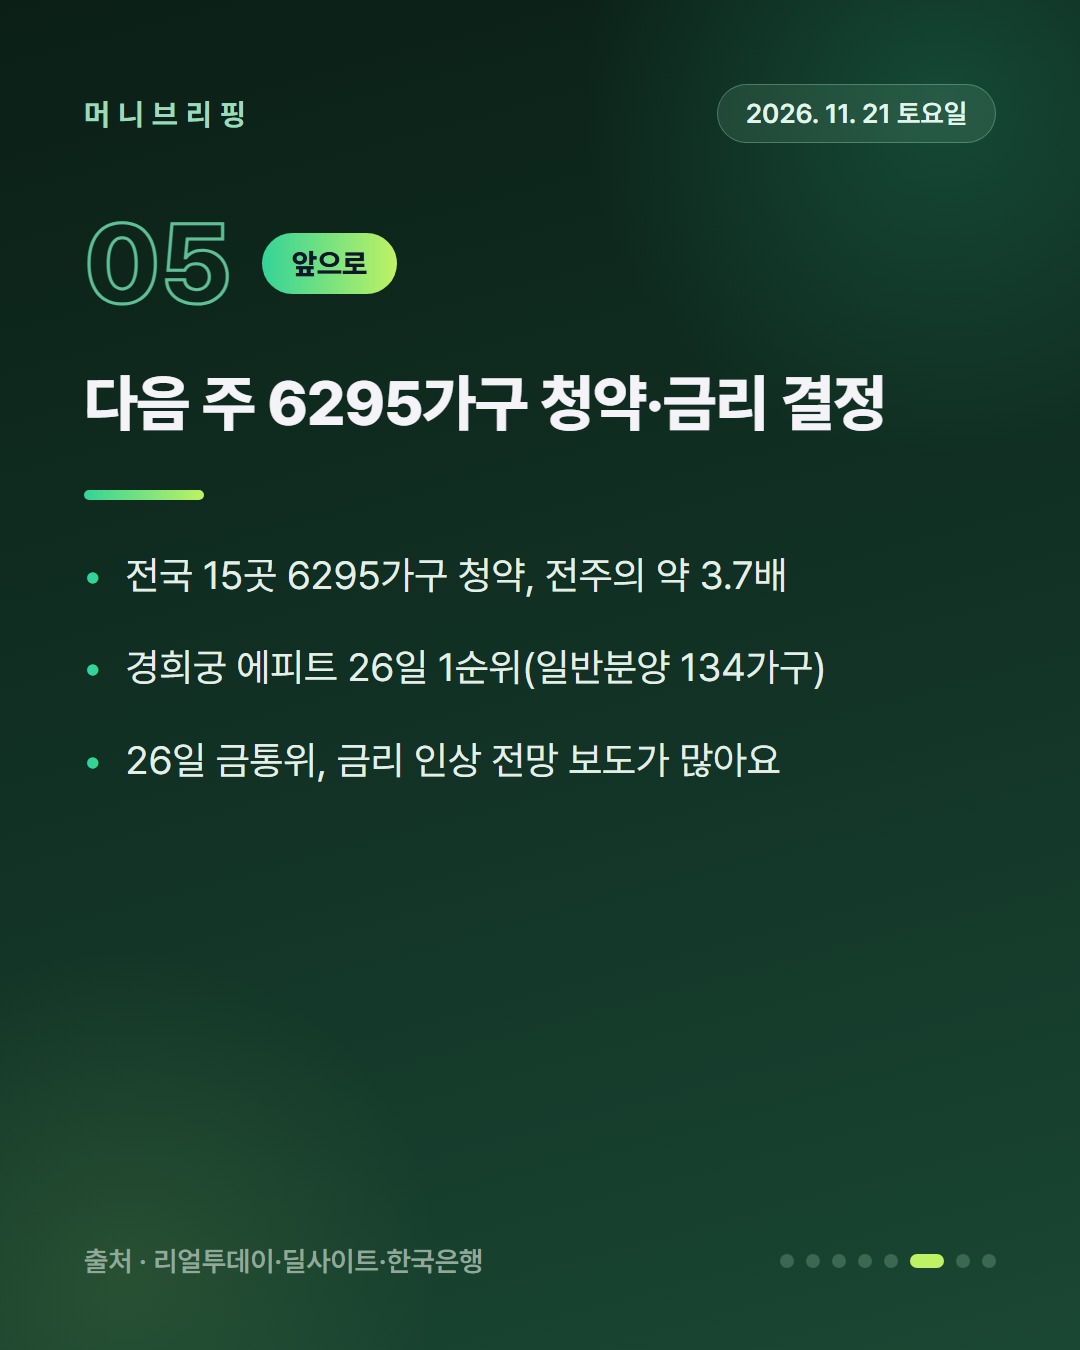 머니브리핑
2026. 11. 21 토요일
05
앞으로
다음 주 6295가구 청약·금리 결정
• 전국 15곳 6295가구 청약, 전주의 약 3.7배
• 경희궁 에피트 26일 1순위(일반분양 134가구)
• 26일 금통위, 금리 인상 전망 보도가 많아요
출처 · 리얼투데이·딜사이트·한국은행